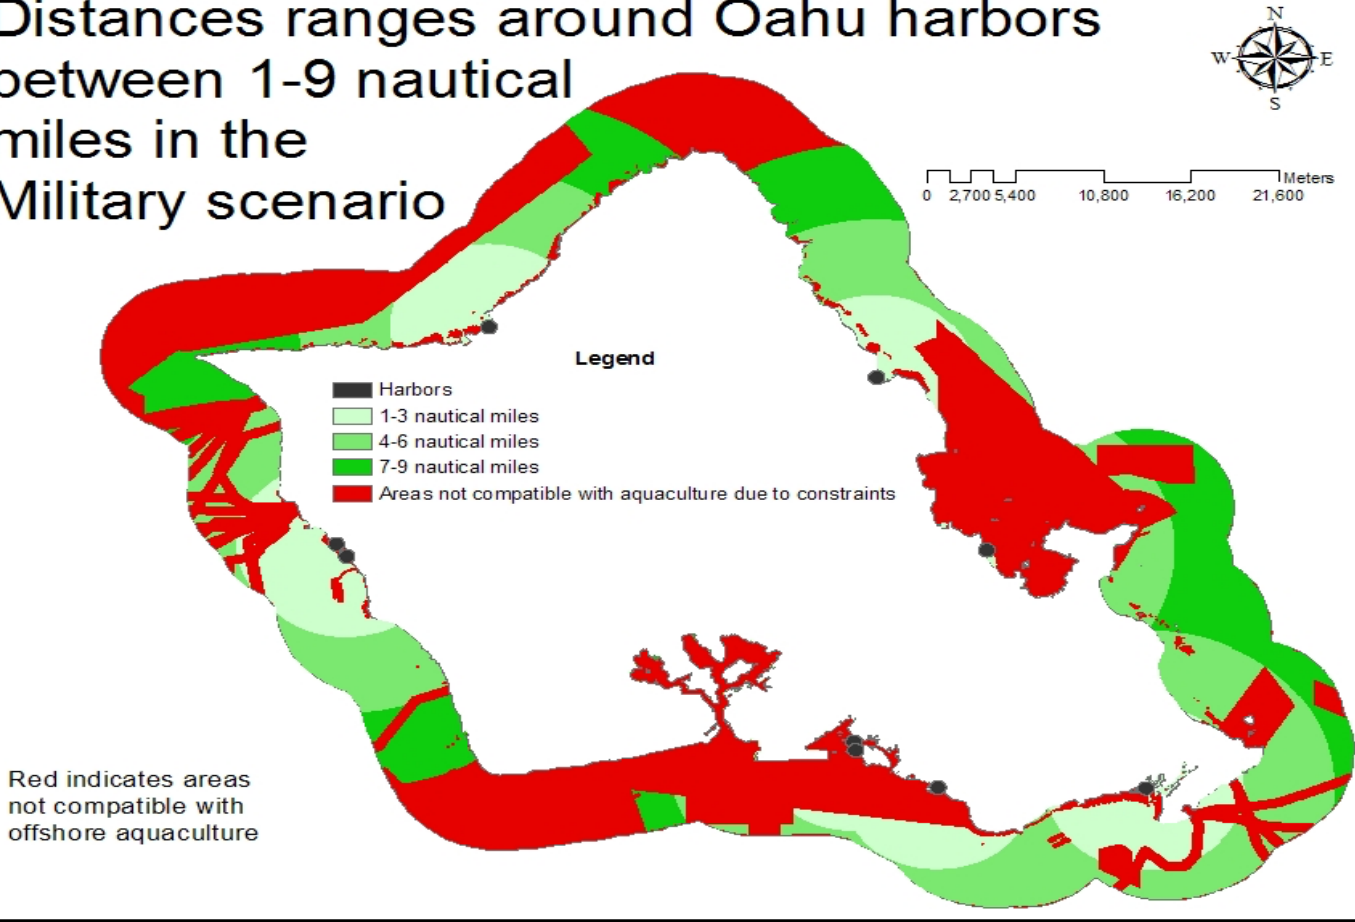 Distances ranges around Oahu harbors
between 1-9 nautical
miles in the
Military scenario
N
W E
S
Meters
0 2,700 5,400 10,800 16,200 21,600
Legend
Harbors
1-3 nautical miles
4-6 nautical miles
7-9 nautical miles
Areas not compatible with aquaculture due to constraints
Red indicates areas
not compatible with
offshore aquaculture